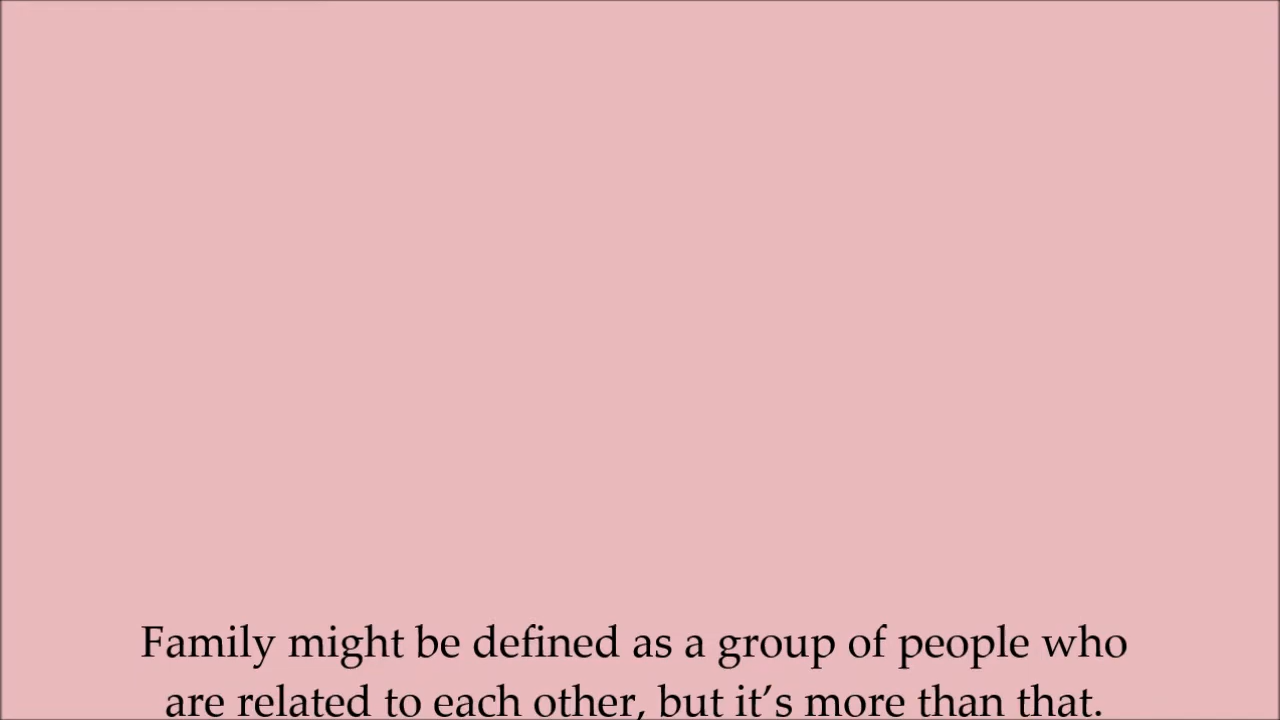 Family might be defined as a group of people who
are related to each other, but it’s more than that.